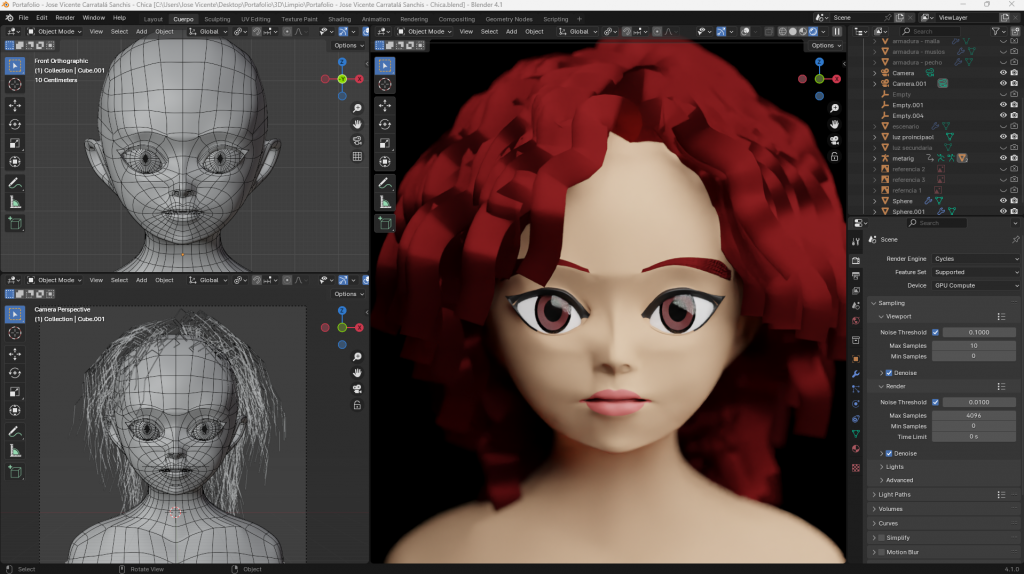 Portafolio - Jose Vicente Carratalá Sanchis - Chica [C:\Users\Jose Vicente\Desktop\Portafolio\3D\Limpio\Portafolio - Jose Vicente Carratalá Sanchis - Chica.blend] - Blender 4.1
File Edit Render Window Help Layout Cuerpo Sculpting UV Editing Texture Paint Shading Animation Rendering Compositing Geometry Nodes Scripting + Scene ViewLayer
Object Mode View Select Add Object Global
Options
Front Orthographic
(1) Collection | Cube.001
10 Centimeters
Z
Y
X
Object Mode View Select Add Object Global
Options
Camera Perspective
(1) Collection | Cube.001
Z
X
Object Mode View Select Add Object Global
Options
Z
X
Search
armadura - malla
armadura - muslos
armadura - pecho
Camera
Camera.001
Empty
Empty.001
Empty.004
escenario
luz proincipaol
luz secundaria
metarig
referencia 2
referencia 3
refencia 1
Sphere
Sphere.001
Search
Scene
Render Engine Cycles
Feature Set Supported
Device GPU Compute
Sampling
Viewport
Noise Threshold 0.1000
Max Samples 10
Min Samples 0
Denoise
Render
Noise Threshold 0.0100
Max Samples 4096
Min Samples 0
Time Limit 0 s
Denoise
Lights
Advanced
Light Paths
Volumes
Curves
Simplify
Motion Blur
Select Rotate View Object 4.1.0